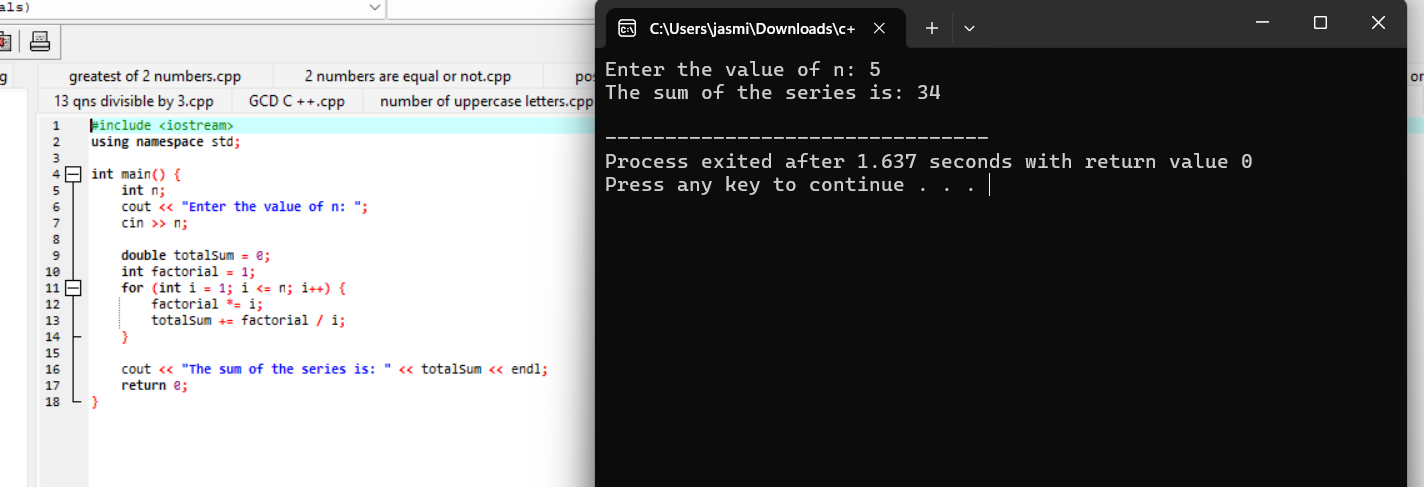 als)
C:\Users\jasmi\Downloads\c+
g
greatest of 2 numbers.cpp
2 numbers are equal or not.cpp
13 qns divisible by 3.cpp
GCD C ++.cpp
number of uppercase letters.cpp
1 #include <iostream>
2 using namespace std;
3
4 int main() {
5 int n;
6 cout << "Enter the value of n: ";
7 cin >> n;
8
9 double totalSum = 0;
10 int factorial = 1;
11 for (int i = 1; i <= n; i++) {
12 factorial *= i;
13 totalSum += factorial / i;
14 }
15
16 cout << "The sum of the series is: " << totalSum << endl;
17 return 0;
18 }
Enter the value of n: 5
The sum of the series is: 34
--------------------------------
Process exited after 1.637 seconds with return value 0
Press any key to continue . . .